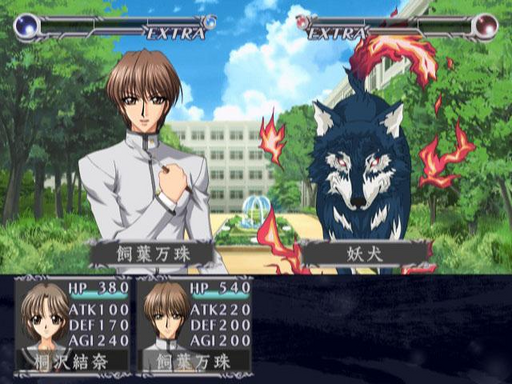 EXTRA
EXTRA
飼葉万珠
妖犬
HP 380
ATK100
DEF170
AGI240
桐沢結奈
HP 540
ATK220
DEF200
AGI200
飼葉万珠